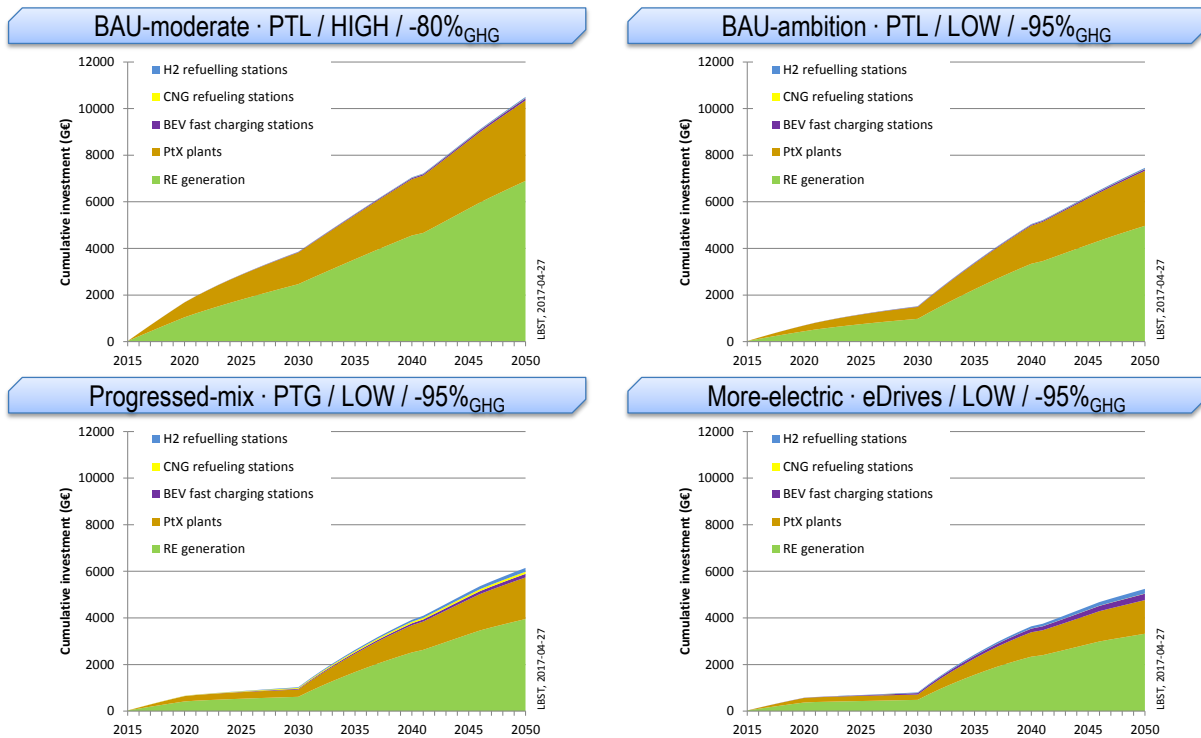 BAU-moderate · PTL / HIGH / -80%GHG
Cumulative investment (G€)
12000
10000
8000
6000
4000
2000
0
H2 refuelling stations
CNG refueling stations
BEV fast charging stations
PtX plants
RE generation
LBST, 2017-04-27
2015 2020 2025 2030 2035 2040 2045 2050
BAU-ambition · PTL / LOW / -95%GHG
Cumulative investment (G€)
12000
10000
8000
6000
4000
2000
0
H2 refuelling stations
CNG refueling stations
BEV fast charging stations
PtX plants
RE generation
LBST, 2017-04-27
2015 2020 2025 2030 2035 2040 2045 2050
Progressed-mix · PTG / LOW / -95%GHG
Cumulative investment (G€)
12000
10000
8000
6000
4000
2000
0
H2 refuelling stations
CNG refueling stations
BEV fast charging stations
PtX plants
RE generation
LBST, 2017-04-27
2015 2020 2025 2030 2035 2040 2045 2050
More-electric · eDrives / LOW / -95%GHG
Cumulative investment (G€)
12000
10000
8000
6000
4000
2000
0
H2 refuelling stations
CNG refueling stations
BEV fast charging stations
PtX plants
RE generation
LBST, 2017-04-27
2015 2020 2025 2030 2035 2040 2045 2050